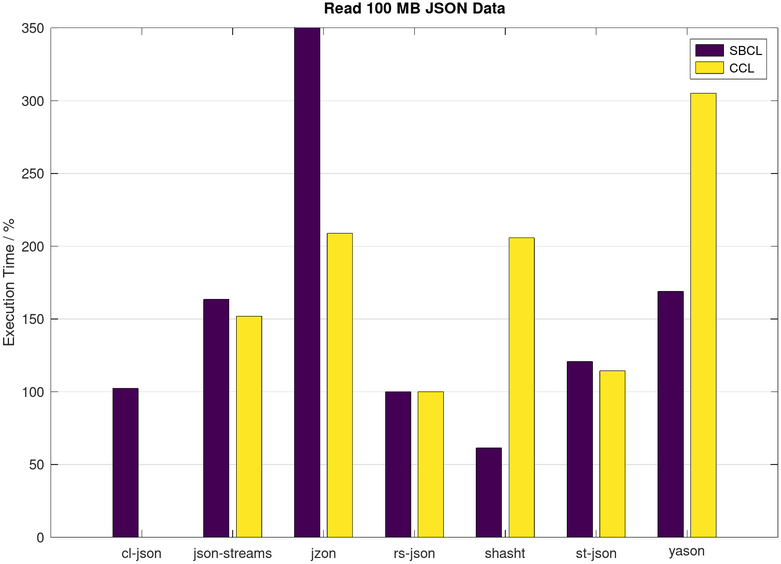 Read 100 MB JSON Data
SBCL
CCL
Execution Time / %
350
300
250
200
150
100
50
0
cl-json
json-streams
jzon
rs-json
shasht
st-json
yason